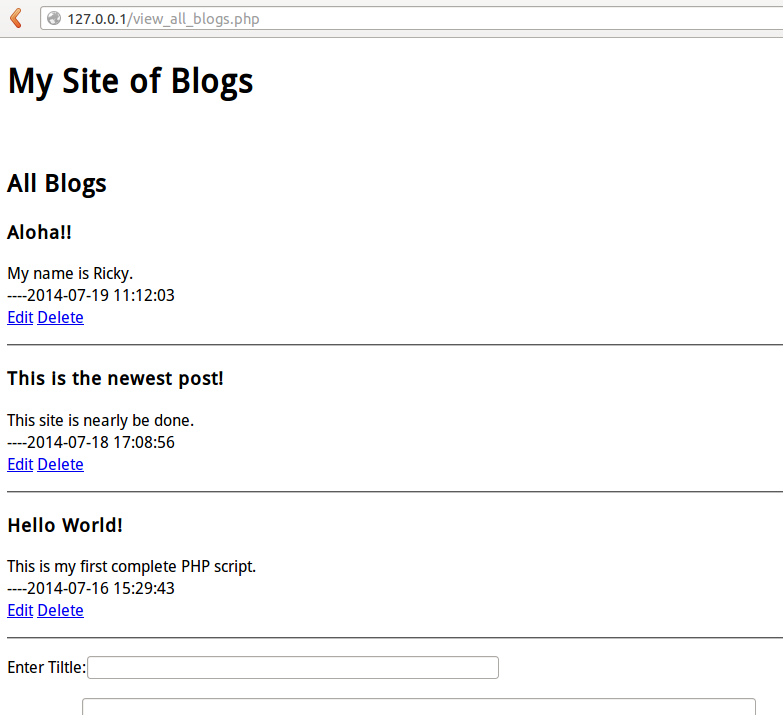 127.0.0.1/view_all_blogs.php
My Site of Blogs
All Blogs
Aloha!!
My name is Ricky.
----2014-07-19 11:12:03
Edit Delete
This is the newest post!
This site is nearly be done.
----2014-07-18 17:08:56
Edit Delete
Hello World!
This is my first complete PHP script.
----2014-07-16 15:29:43
Edit Delete
Enter Tiltle: